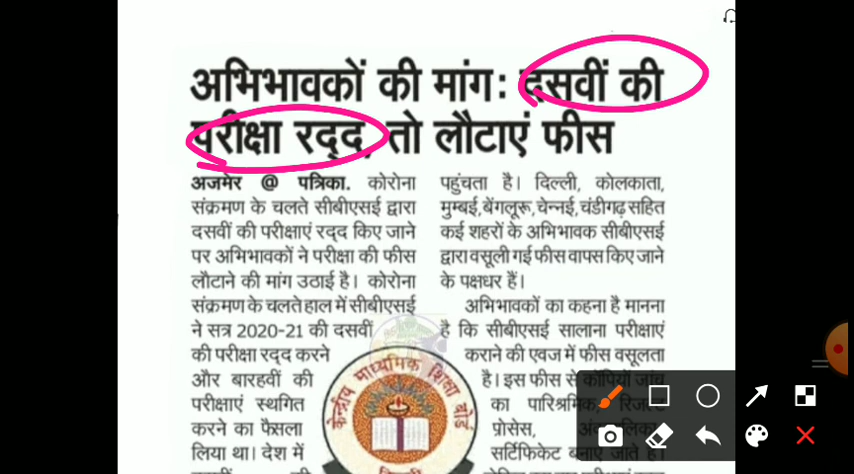 अभिभावकों की मांग: दसवीं की
परीक्षा रद्द, तो लौटाएं फीस
अजमेर @ पत्रिका. कोरोना
संक्रमण के चलते सीबीएसई द्वारा
दसवीं की परीक्षाएं रद्द किए जाने
पर अभिभावकों ने परीक्षा की फीस
लौटाने की मांग उठाई है। कोरोना
संक्रमण के चलते हाल में सीबीएसई
ने सत्र 2020-21 की दसवीं
की परीक्षा रद्द करने
और बारहवीं की
परीक्षाएं स्थगित
करने का फैसला
लिया था। देश में
पहुंचता है। दिल्ली, कोलकाता,
मुम्बई, बेंगलूरू, चेन्नई, चंडीगढ़ सहित
कई शहरों के अभिभावक सीबीएसई
द्वारा वसूली गई फीस वापस किए जाने
के पक्षधर हैं।
अभिभावकों का कहना है मानना
है कि सीबीएसई सालाना परीक्षाएं
कराने की एवज में फीस वसूलता
है। इस फीस से कॉपियों जांच
का पारिश्रमिक, रिजल्ट
प्रोसेस,
सर्टिफिकेट बनाए जाते है।
केन्द्रीय माध्यमिक शिक्षा बोर्ड